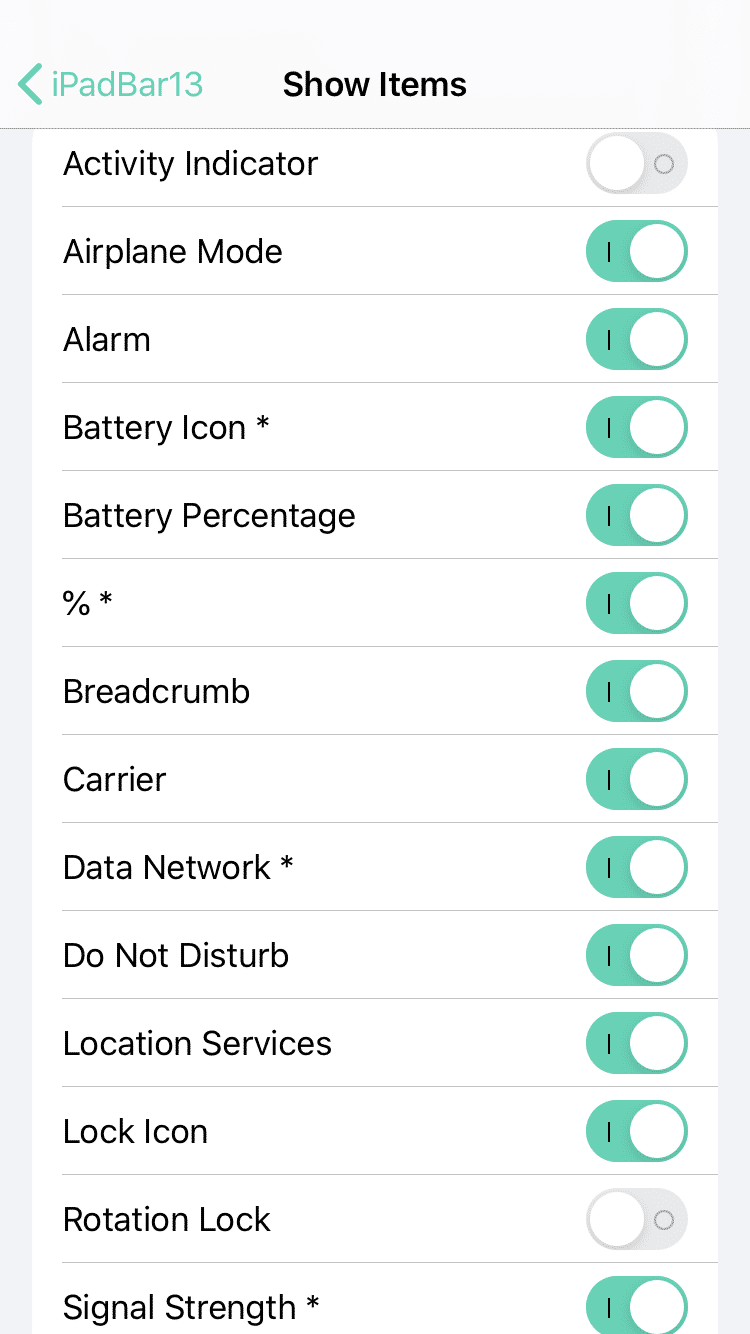 iPadBar13
Show Items
Activity Indicator
Airplane Mode
Alarm
Battery Icon *
Battery Percentage
% *
Breadcrumb
Carrier
Data Network *
Do Not Disturb
Location Services
Lock Icon
Rotation Lock
Signal Strength *